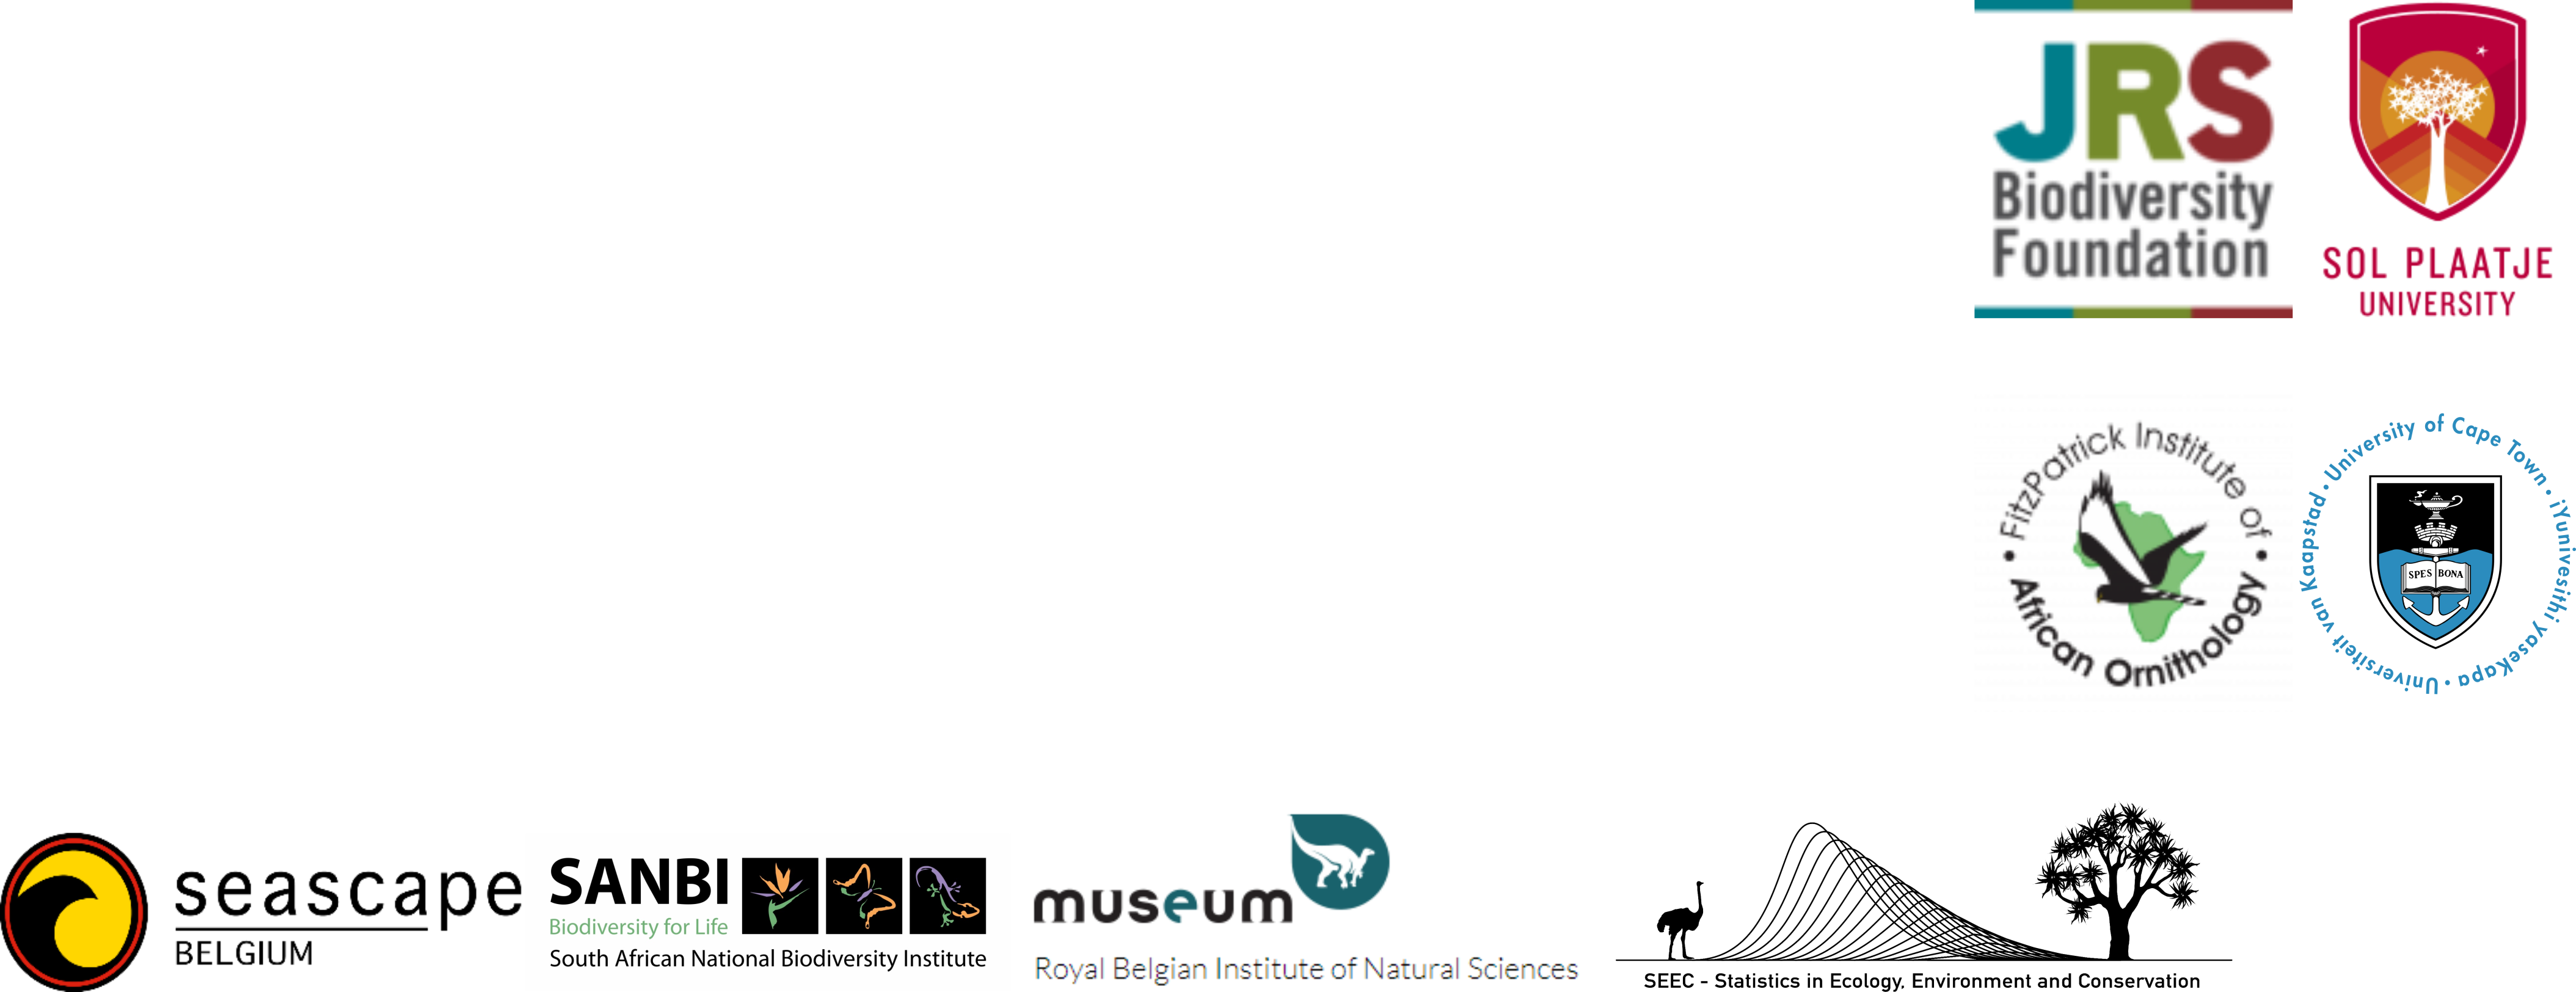 JRS
Biodiversity
Foundation
SOL PLAATJE
UNIVERSITY
• FitzPatrick Institute of •
African Ornithology
University of Cape Town • iYunivesithi yaseKapa • Universiteit van Kaapstad •
SPES BONA
seascape
BELGIUM
SANBI
Biodiversity for Life
South African National Biodiversity Institute
museum
Royal Belgian Institute of Natural Sciences
SEEC - Statistics in Ecology, Environment and Conservation